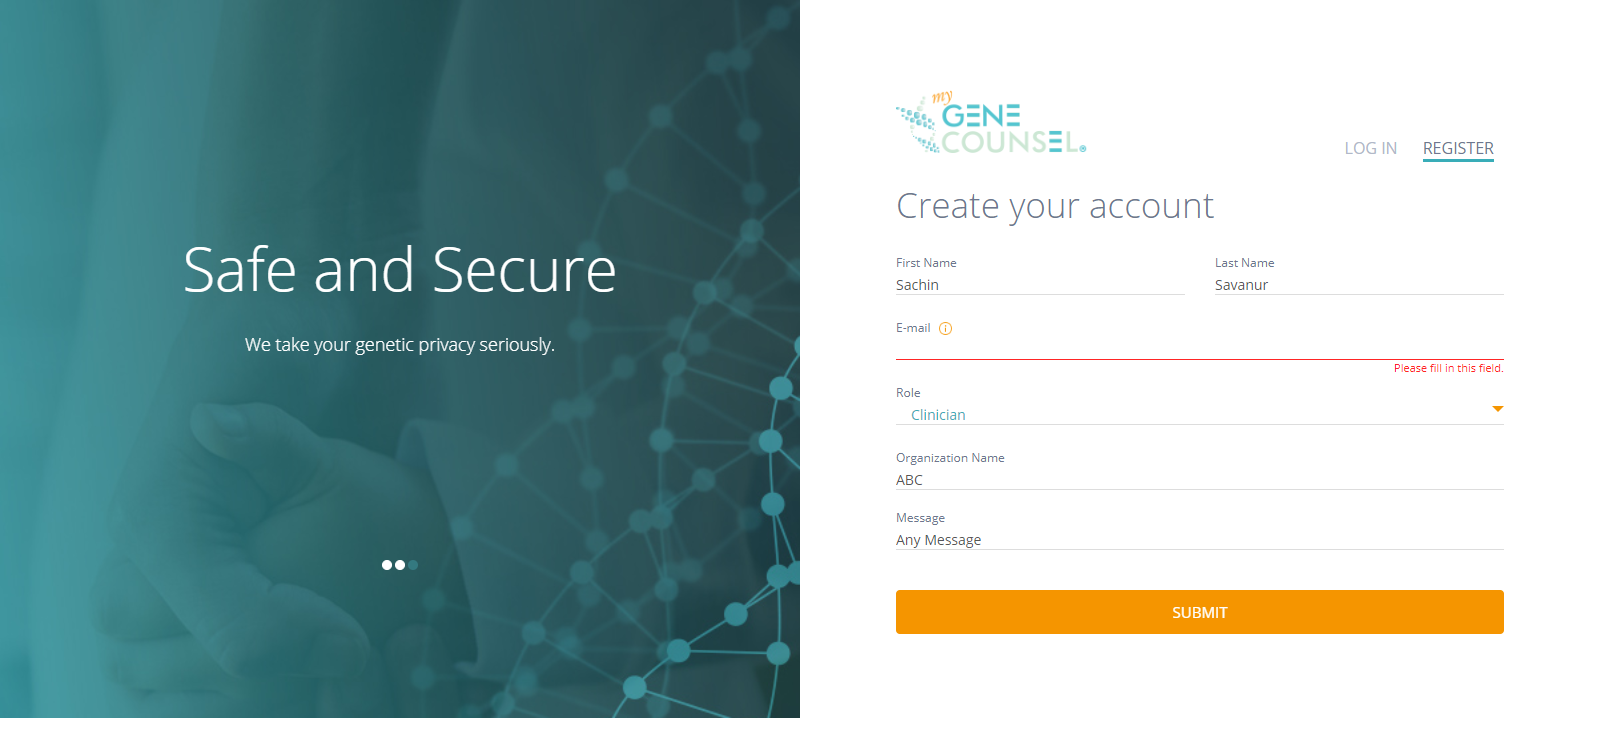 Safe and Secure
We take your genetic privacy seriously.
my
GENE
COUNSEL
LOG IN
REGISTER
Create your account
First Name
Last Name
Sachin
Savanur
E-mail
Please fill in this field.
Role
Clinician
Organization Name
ABC
Message
Any Message
SUBMIT